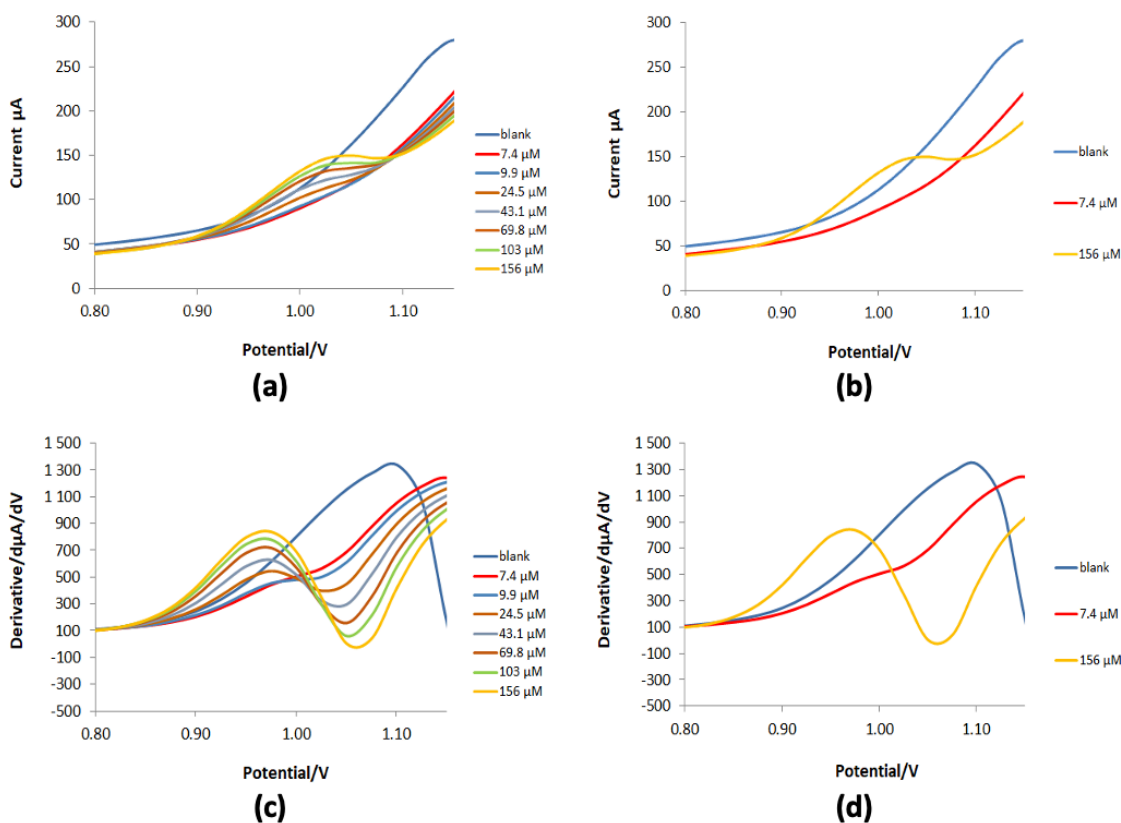 300
250
200
150
100
50
0
Current µA
0.80
0.90
1.00
1.10
Potential/V
blank
7.4 µM
9.9 µM
24.5 µM
43.1 µM
69.8 µM
103 µM
156 µM
(a)
300
250
200
150
100
50
0
Current µA
0.80
0.90
1.00
1.10
Potential/V
blank
7.4 µM
156 µM
(b)
1 500
1 300
1 100
900
700
500
300
100
-100
-300
-500
Derivative/dµA/dV
0.80
0.90
1.00
1.10
Potential/V
blank
7.4 µM
9.9 µM
24.5 µM
43.1 µM
69.8 µM
103 µM
156 µM
(c)
1 500
1 300
1 100
900
700
500
300
100
-100
-300
-500
Derivative/dµA/dV
0.80
0.90
1.00
1.10
Potential/V
blank
7.4 µM
156 µM
(d)